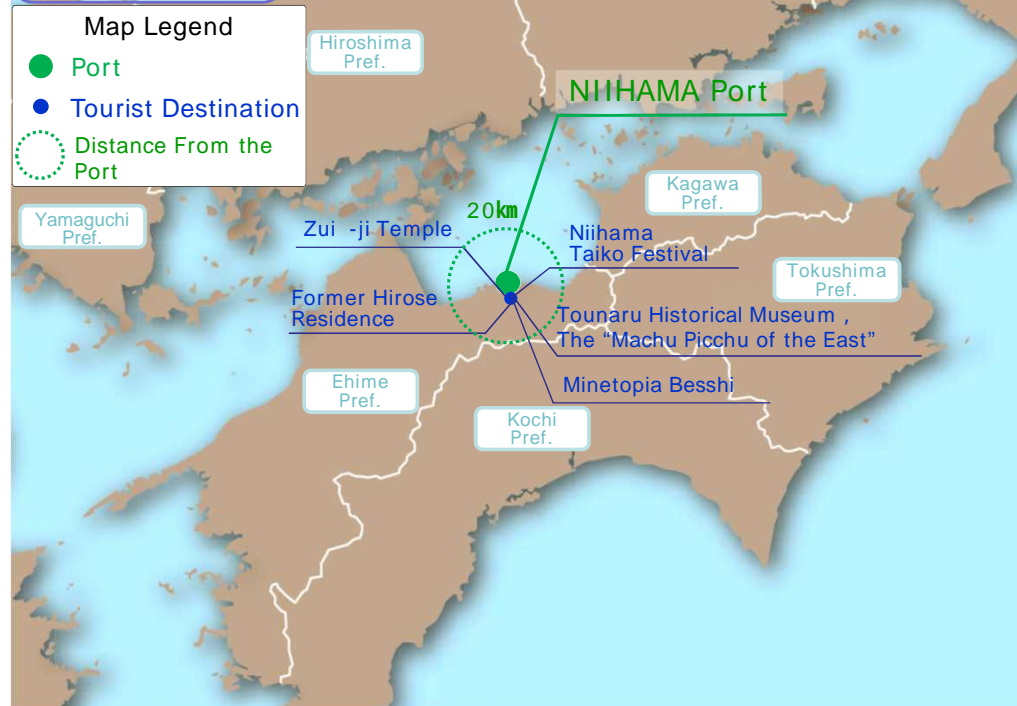 Map Legend
Port
Tourist Destination
Distance From the
Port
Hiroshima
Pref.
NIIHAMA Port
Kagawa
Pref.
Yamaguchi
Pref.
20km
Zui -ji Temple
Niihama
Taiko Festival
Tokushima
Pref.
Former Hirose
Residence
Tounaru Historical Museum ,
The “Machu Picchu of the East”
Ehime
Pref.
Minetopia Besshi
Kochi
Pref.